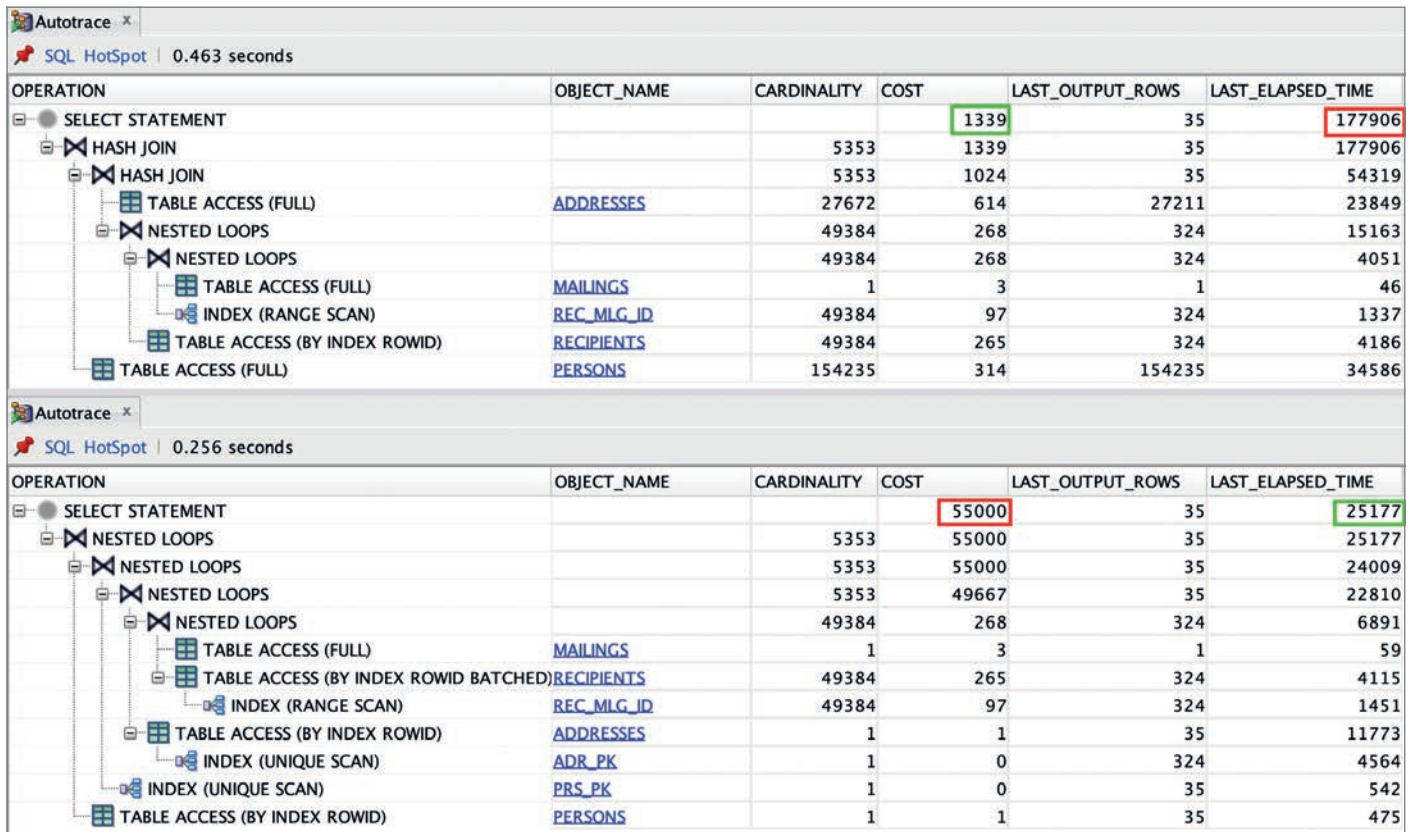 Autotrace x
SQL HotSpot | 0.463 seconds
OPERATION OBJECT_NAME CARDINALITY COST LAST_OUTPUT_ROWS LAST_ELAPSED_TIME
SELECT STATEMENT 1339 35 177906
HASH JOIN 5353 1339 35 177906
HASH JOIN 5353 1024 35 54319
TABLE ACCESS (FULL) ADDRESSES 27672 614 27211 23849
NESTED LOOPS 49384 268 324 15163
NESTED LOOPS 49384 268 324 4051
TABLE ACCESS (FULL) MAILINGS 1 3 1 46
INDEX (RANGE SCAN) REC_MLG_ID 49384 97 324 1337
TABLE ACCESS (BY INDEX ROWID) RECIPIENTS 49384 265 324 4186
TABLE ACCESS (FULL) PERSONS 154235 314 154235 34586
Autotrace x
SQL HotSpot | 0.256 seconds
OPERATION OBJECT_NAME CARDINALITY COST LAST_OUTPUT_ROWS LAST_ELAPSED_TIME
SELECT STATEMENT 55000 35 25177
NESTED LOOPS 5353 55000 35 25177
NESTED LOOPS 5353 55000 35 24009
NESTED LOOPS 5353 49667 35 22810
NESTED LOOPS 49384 268 324 6891
TABLE ACCESS (FULL) MAILINGS 1 3 1 59
TABLE ACCESS (BY INDEX ROWID BATCHED) RECIPIENTS 49384 265 324 4115
INDEX (RANGE SCAN) REC_MLG_ID 49384 97 324 1451
TABLE ACCESS (BY INDEX ROWID) ADDRESSES 1 1 35 11773
INDEX (UNIQUE SCAN) ADR_PK 1 0 324 4564
INDEX (UNIQUE SCAN) PRS_PK 1 0 35 542
TABLE ACCESS (BY INDEX ROWID) PERSONS 1 1 35 475